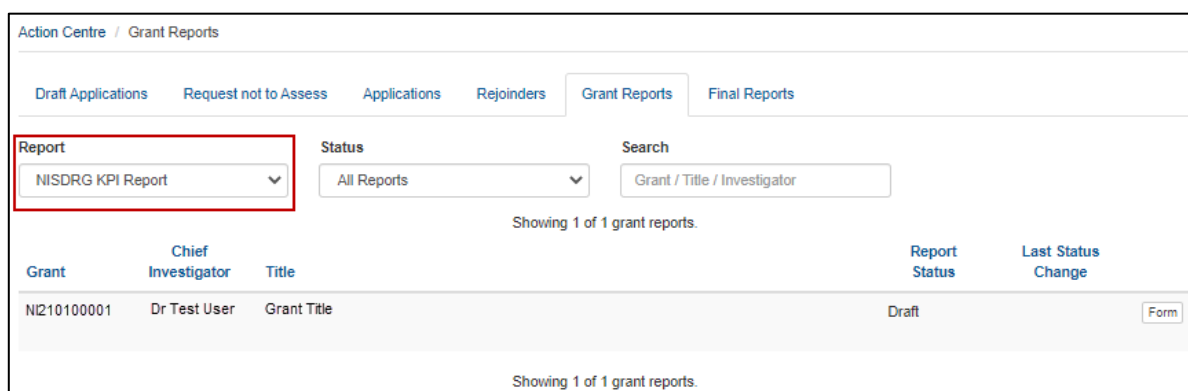 Action Centre / Grant Reports
Draft Applications Request not to Assess Applications Rejoinders Grant Reports Final Reports
Report Status Search
NISDRG KPI Report All Reports Grant / Title / Investigator
Showing 1 of 1 grant reports.
Grant Chief Investigator Title Report Status Last Status Change
NI210100001 Dr Test User Grant Title Draft Form
Showing 1 of 1 grant reports.